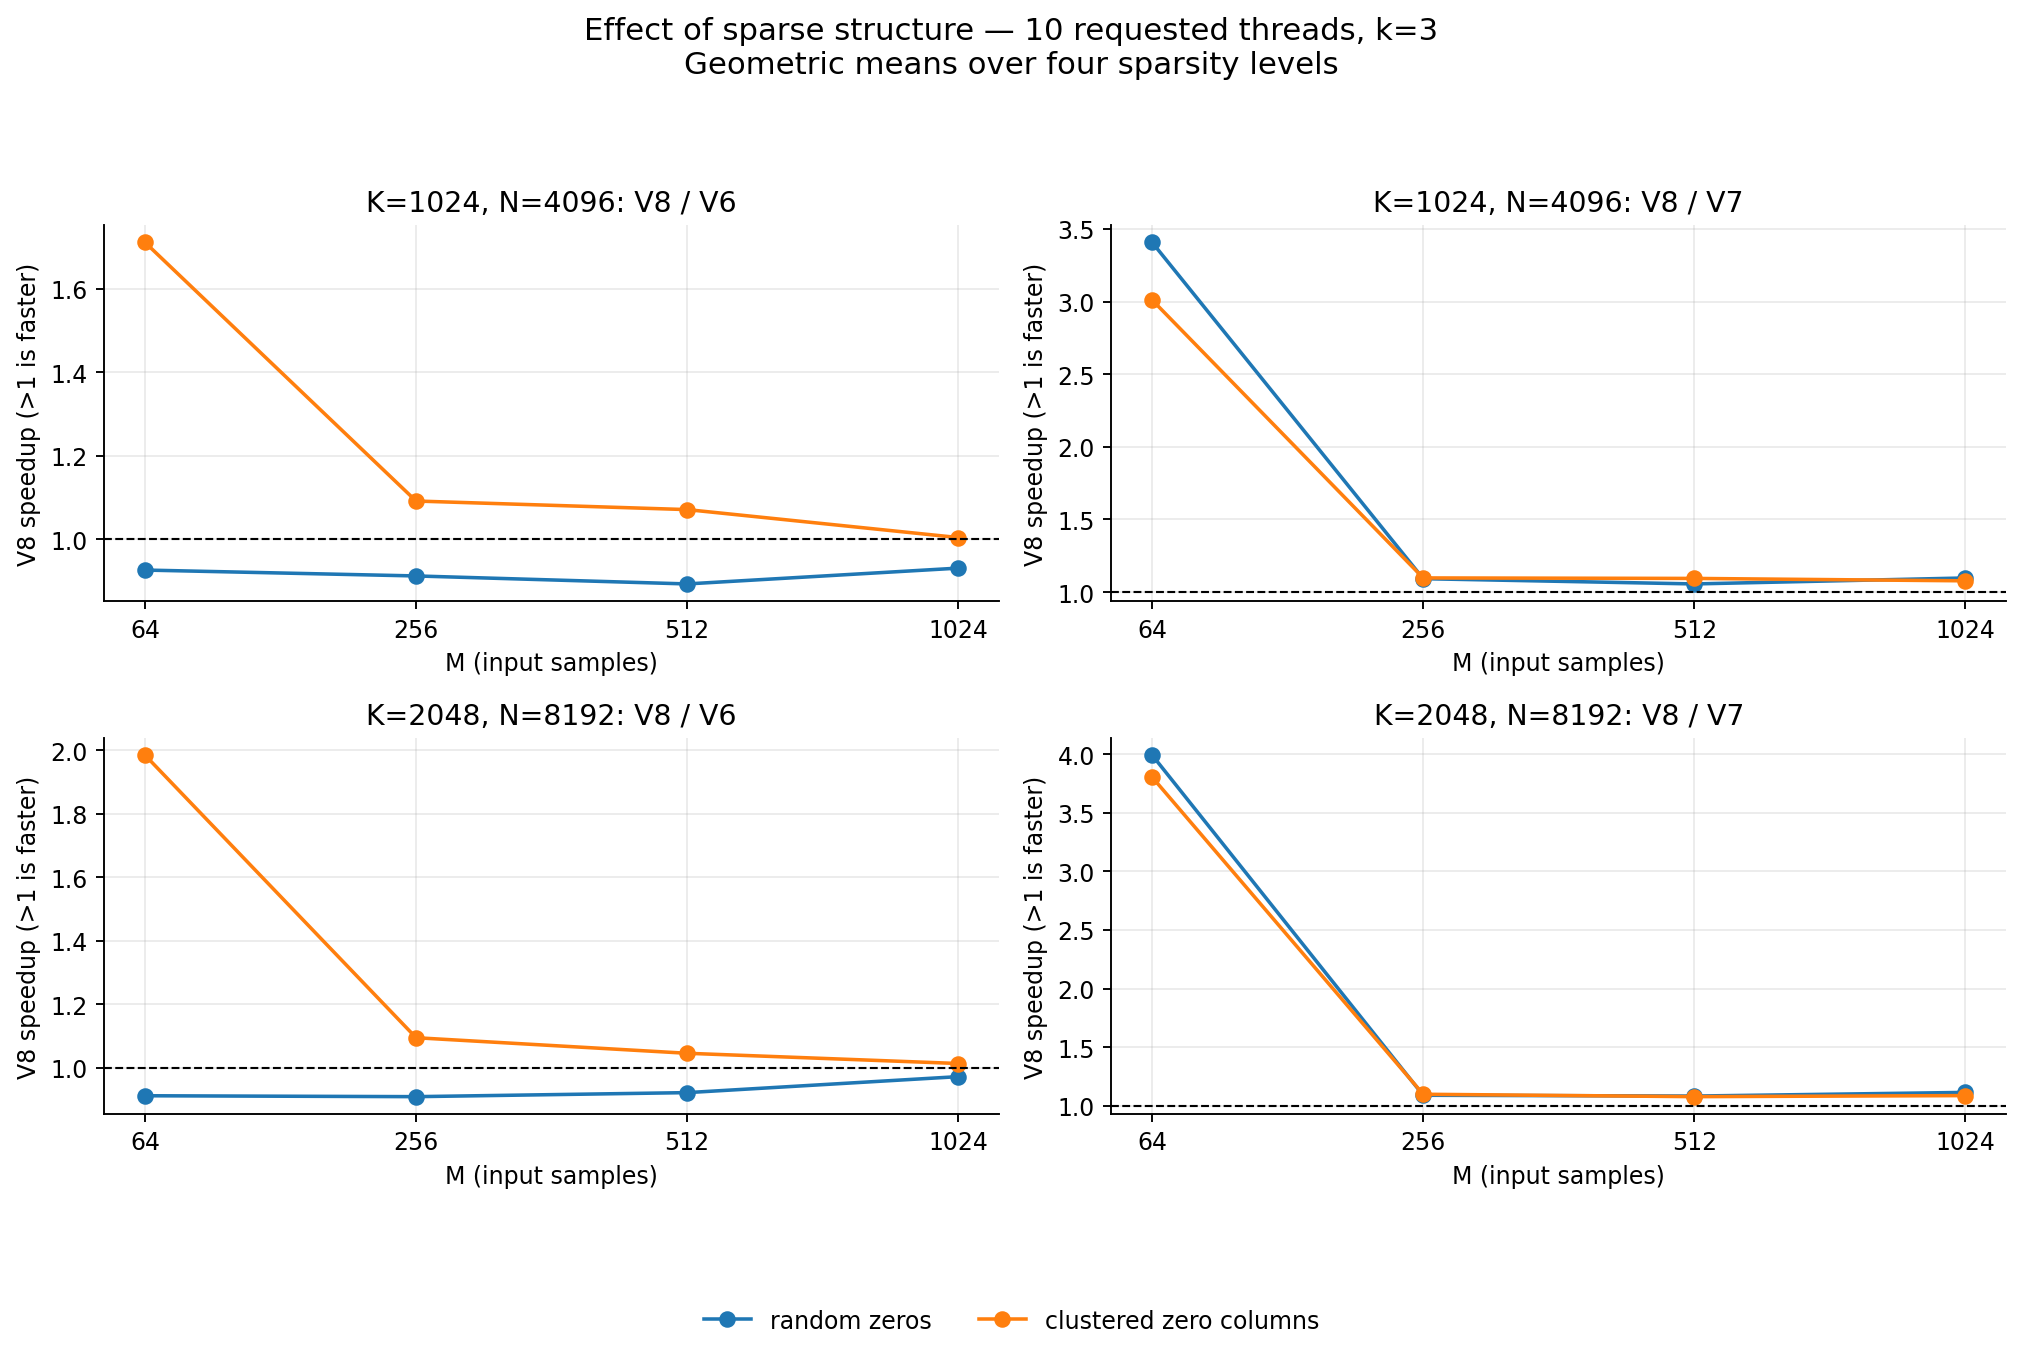 Effect of sparse structure — 10 requested threads, k=3
Geometric means over four sparsity levels
K=1024, N=4096: V8 / V6
V8 speedup (>1 is faster)
1.6
1.4
1.2
1.0
64
256
512
1024
M (input samples)
K=1024, N=4096: V8 / V7
V8 speedup (>1 is faster)
3.5
3.0
2.5
2.0
1.5
1.0
64
256
512
1024
M (input samples)
K=2048, N=8192: V8 / V6
V8 speedup (>1 is faster)
2.0
1.8
1.6
1.4
1.2
1.0
64
256
512
1024
M (input samples)
K=2048, N=8192: V8 / V7
V8 speedup (>1 is faster)
4.0
3.5
3.0
2.5
2.0
1.5
1.0
64
256
512
1024
M (input samples)
random zeros
clustered zero columns